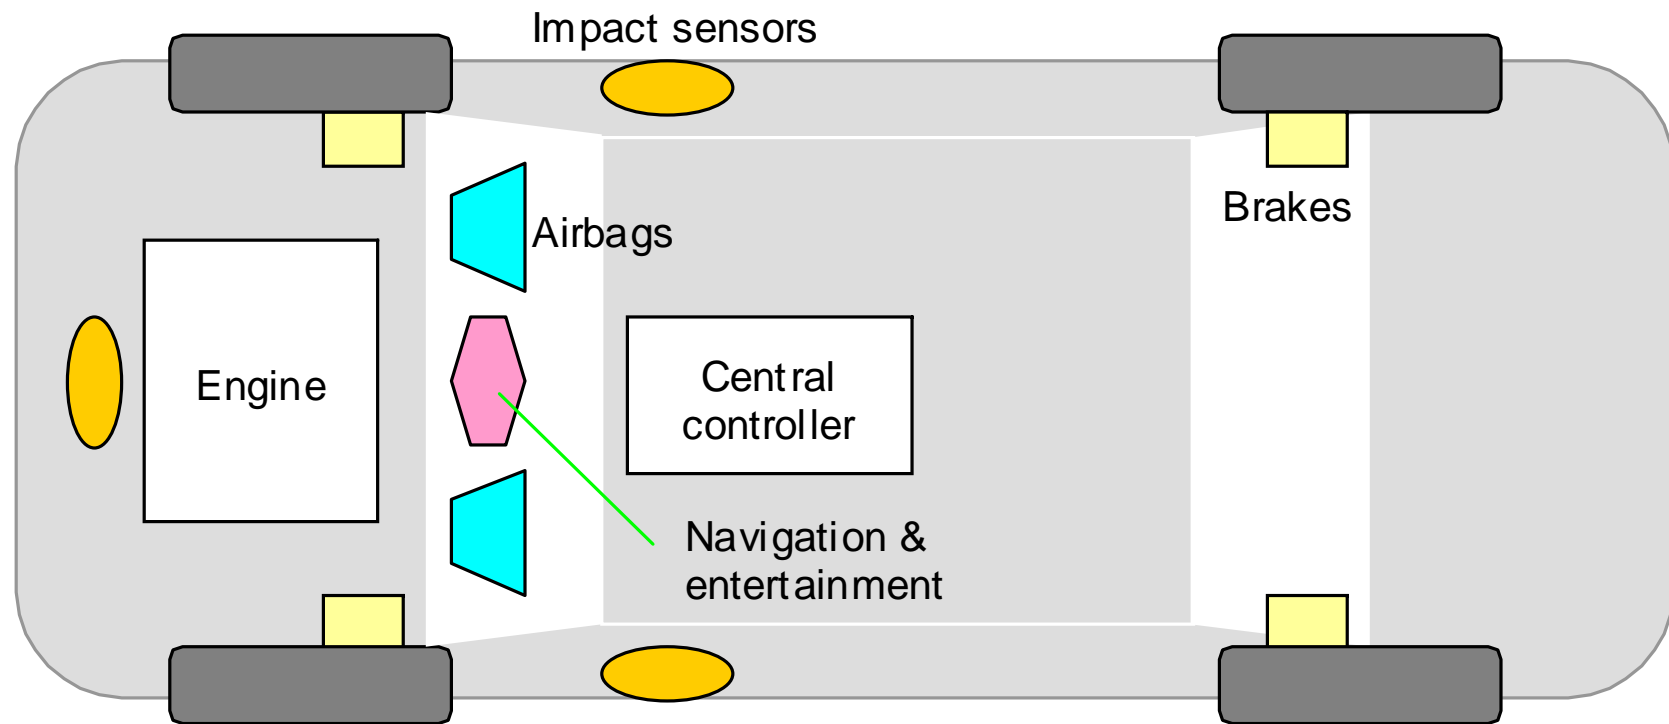 Impact sensors
Airbags
Brakes
Engine
Central
controller
Navigation &
entertainment